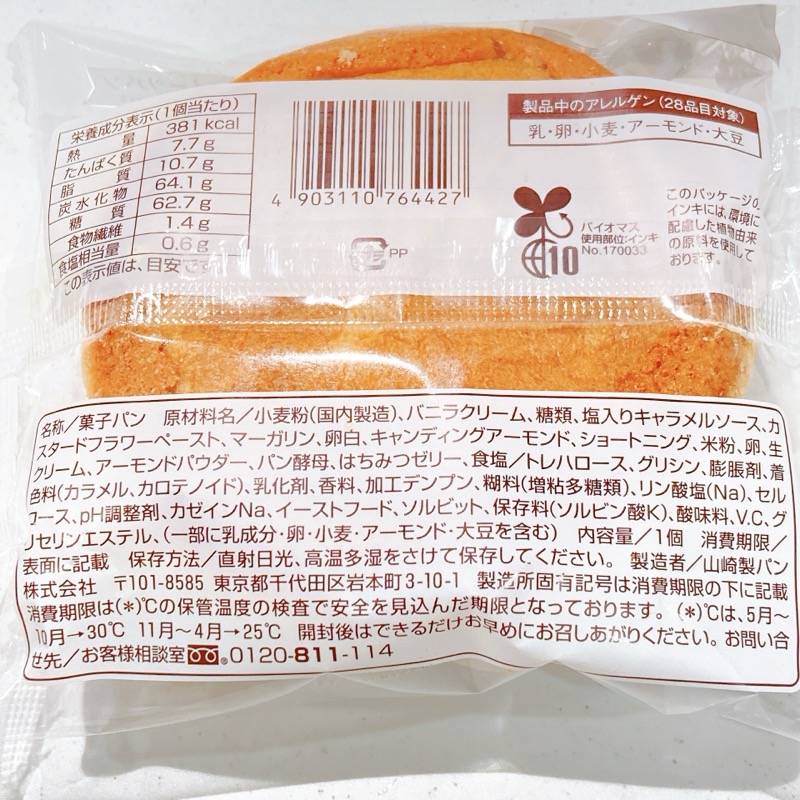 栄養成分表示(1個当たり)
熱量 381kcal
たんぱく質 7.7g
脂質 10.7g
炭水化物 64.1g
糖質 62.7g
食物繊維 1.4g
食塩相当量 0.6g
この表示値は、目安です
4 903110 764427
PP
製品中のアレルゲン(28品目対象)
乳・卵・小麦・アーモンド・大豆
10
バイオマス
使用部位:インキ
No.170033
このパッケージの
インキには、環境に
配慮した植物由来
の原料を使用して
おります。
名称/菓子パン 原材料名/小麦粉(国内製造)、バニラクリーム、糖類、塩入りキャラメルソース、カ
スタードフラワーペースト、マーガリン、卵白、キャンディングアーモンド、ショートニング、米粉、卵、生
クリーム、アーモンドパウダー、パン酵母、はちみつゼリー、食塩/トレハロース、グリシン、膨脹剤、着
色料(カラメル、カロテノイド)、乳化剤、香料、加工デンプン、糊料(増粘多糖類)、リン酸塩(Na)、セル
ロース、pH調整剤、カゼインNa、イーストフード、ソルビット、保存料(ソルビン酸K)、酸味料、V.C、グ
リセリンエステル、(一部に乳成分・卵・小麦・アーモンド・大豆を含む) 内容量/1個 消費期限/
表面に記載 保存方法/直射日光、高温多湿をさけて保存してください。 製造者/山崎製パン
株式会社 〒101-8585 東京都千代田区岩本町3-10-1 製造所固有記号は消費期限の下に記載
消費期限は(*)℃の保管温度の検査で安全を見込んだ期限となっております。(*)℃は、5月〜
10月→30℃ 11月〜4月→25℃ 開封後はできるだけお早めにお召しあがりください。お問い合
せ先/お客様相談室 0120-811-114